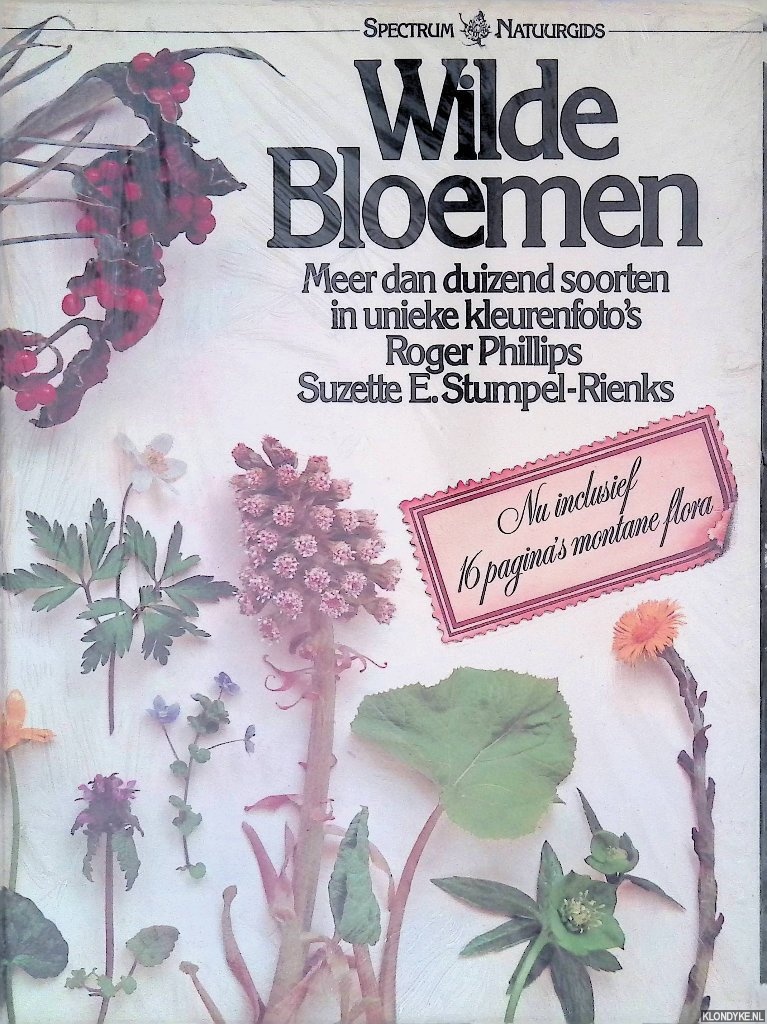 Spectrum Natuurgids
Wilde
Bloemen
Meer dan duizend soorten
in unieke kleurenfoto's
Roger Phillips
Suzette E. Stumpel-Rienks
Nu inclusief
16 pagina's montane flora
KLONDYKE.NL